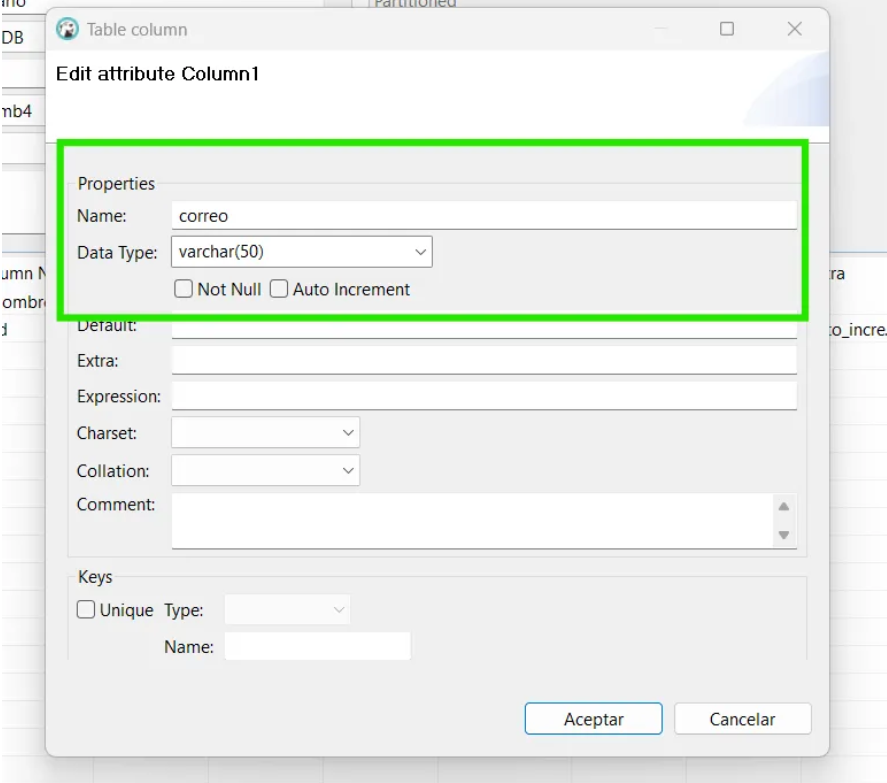 Partitioned
DB
Table column
Edit attribute Column1
mb4
Properties
Name: correo
Data Type: varchar(50)
Not Null Auto Increment
Default:
Extra:
Expression:
Charset:
Collation:
Comment:
Keys
Unique Type:
Name:
Aceptar Cancelar
umn N
ra
ombre
d
to_incre.